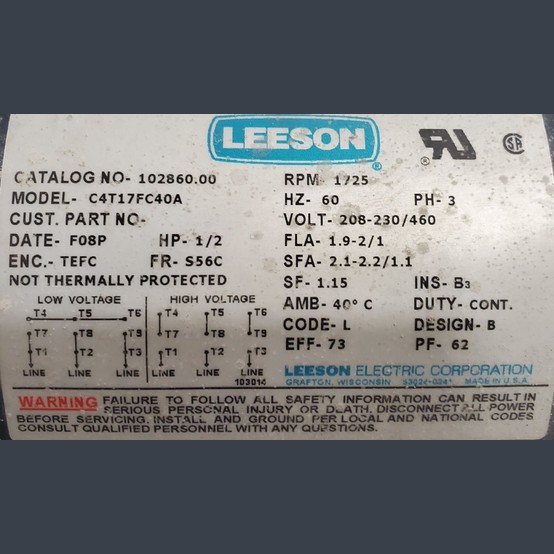 LEESON
®
CATALOG NO- 102860.00 RPM- 1725
MODEL- C4T17FC40A HZ- 60 PH- 3
CUST. PART NO- VOLT- 208-230/460
DATE- F08P HP- 1/2 FLA- 1.9-2/1
ENC.- TEFC FR- S56C SFA- 2.1-2.2/1.1
NOT THERMALLY PROTECTED SF- 1.15 INS- B3
LOW VOLTAGE HIGH VOLTAGE AMB- 40° C DUTY- CONT.
T4 T5 T6 T4 T5 T6 CODE- L DESIGN- B
T7 T8 T9 T7 T8 T9 EFF- 73 PF- 62
T1 T2 T3 T1 T2 T3
LINE LINE LINE LINE LINE LINE
103014
LEESON ELECTRIC CORPORATION
GRAFTON, WISCONSIN MADE IN U.S.A.
WARNING FAILURE TO FOLLOW ALL SAFETY INFORMATION CAN RESULT IN
SERIOUS PERSONAL INJURY OR DEATH. DISCONNECT ALL POWER
BEFORE SERVICING. INSTALL AND GROUND PER LOCAL AND NATIONAL CODES
CONSULT QUALIFIED PERSONNEL WITH ANY QUESTIONS.